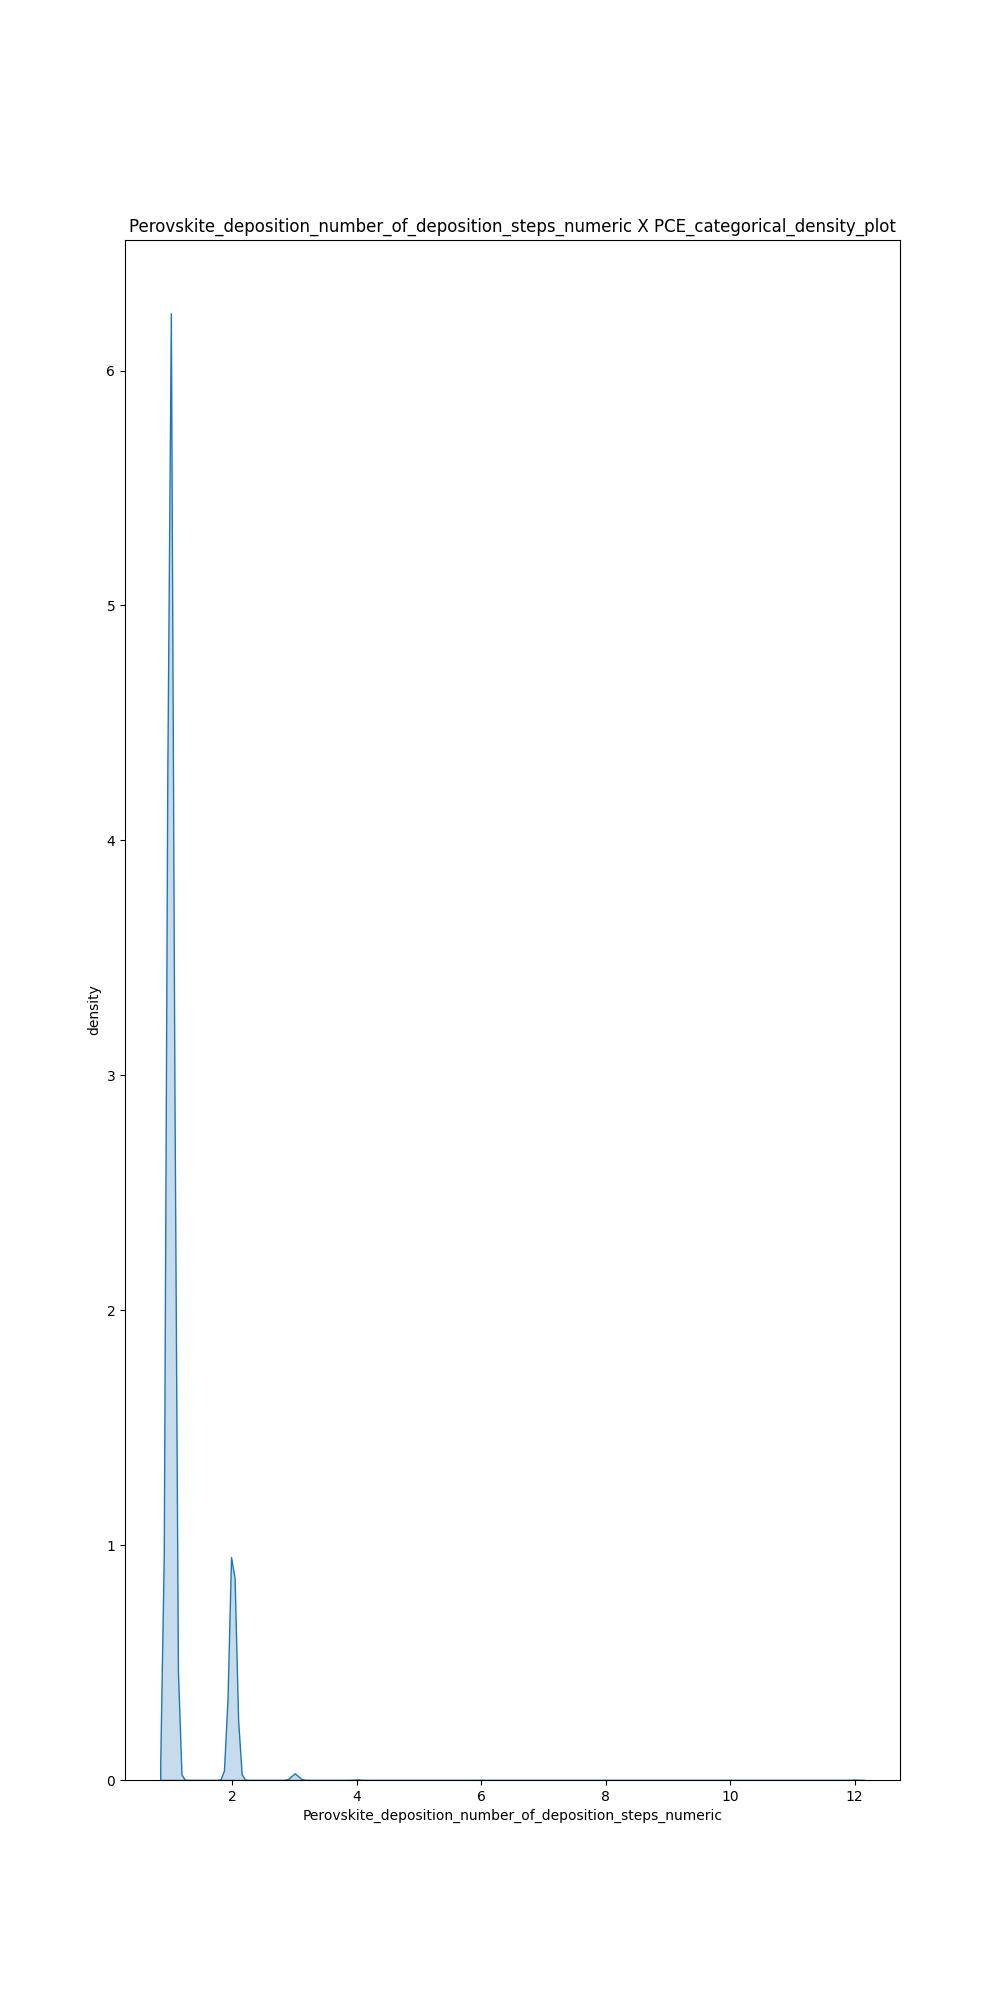 Perovskite_deposition_number_of_deposition_steps_numeric X PCE_categorical_density_plot
6
5
4
3
2
1
0
density
2 4 6 8 10 12
Perovskite_deposition_number_of_deposition_steps_numeric